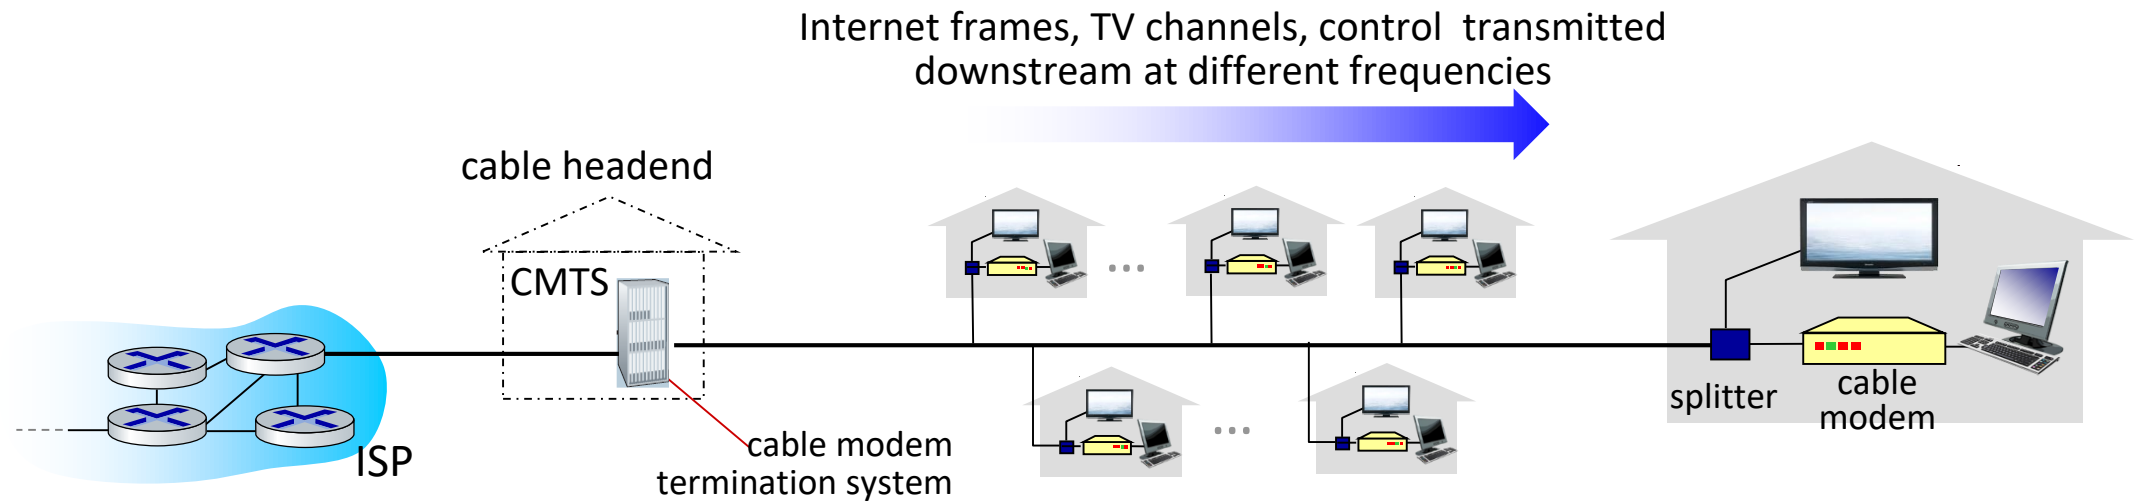 Internet frames, TV channels, control  transmitted
downstream at different frequencies
cable headend
CMTS
splitter
cable
modem
cable modem
termination system
ISP